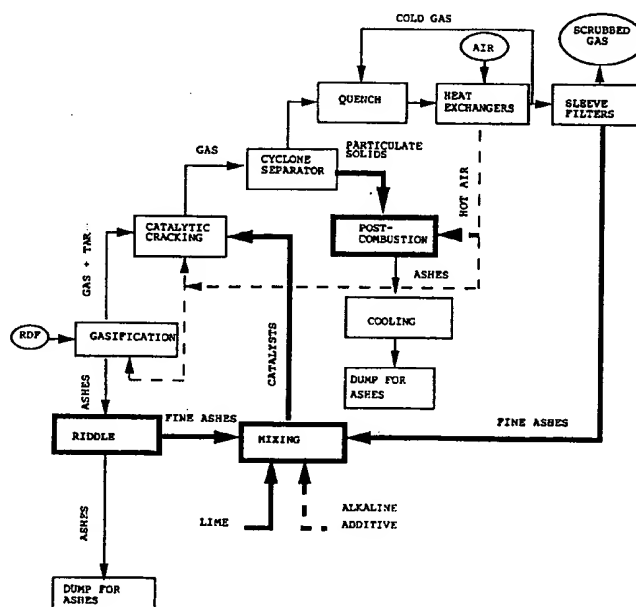 COLD GAS
SCRUBBED
GAS
AIR
QUENCH
HEAT
EXCHANGERS
SLEEVE
FILTERS
GAS
CYCLONE
SEPARATOR
PARTICULATE
SOLIDS
HOT AIR
CATALYTIC
CRACKING
POST-
COMBUSTION
GAS + TAR
ASHES
RDF
GASIFICATION
COOLING
CATALYSTS
ASHES
DUMP FOR
ASHES
FINE ASHES
FINE ASHES
RIDDLE
MIXING
ASHES
LIME
ALKALINE
ADDITIVE
DUMP FOR
ASHES